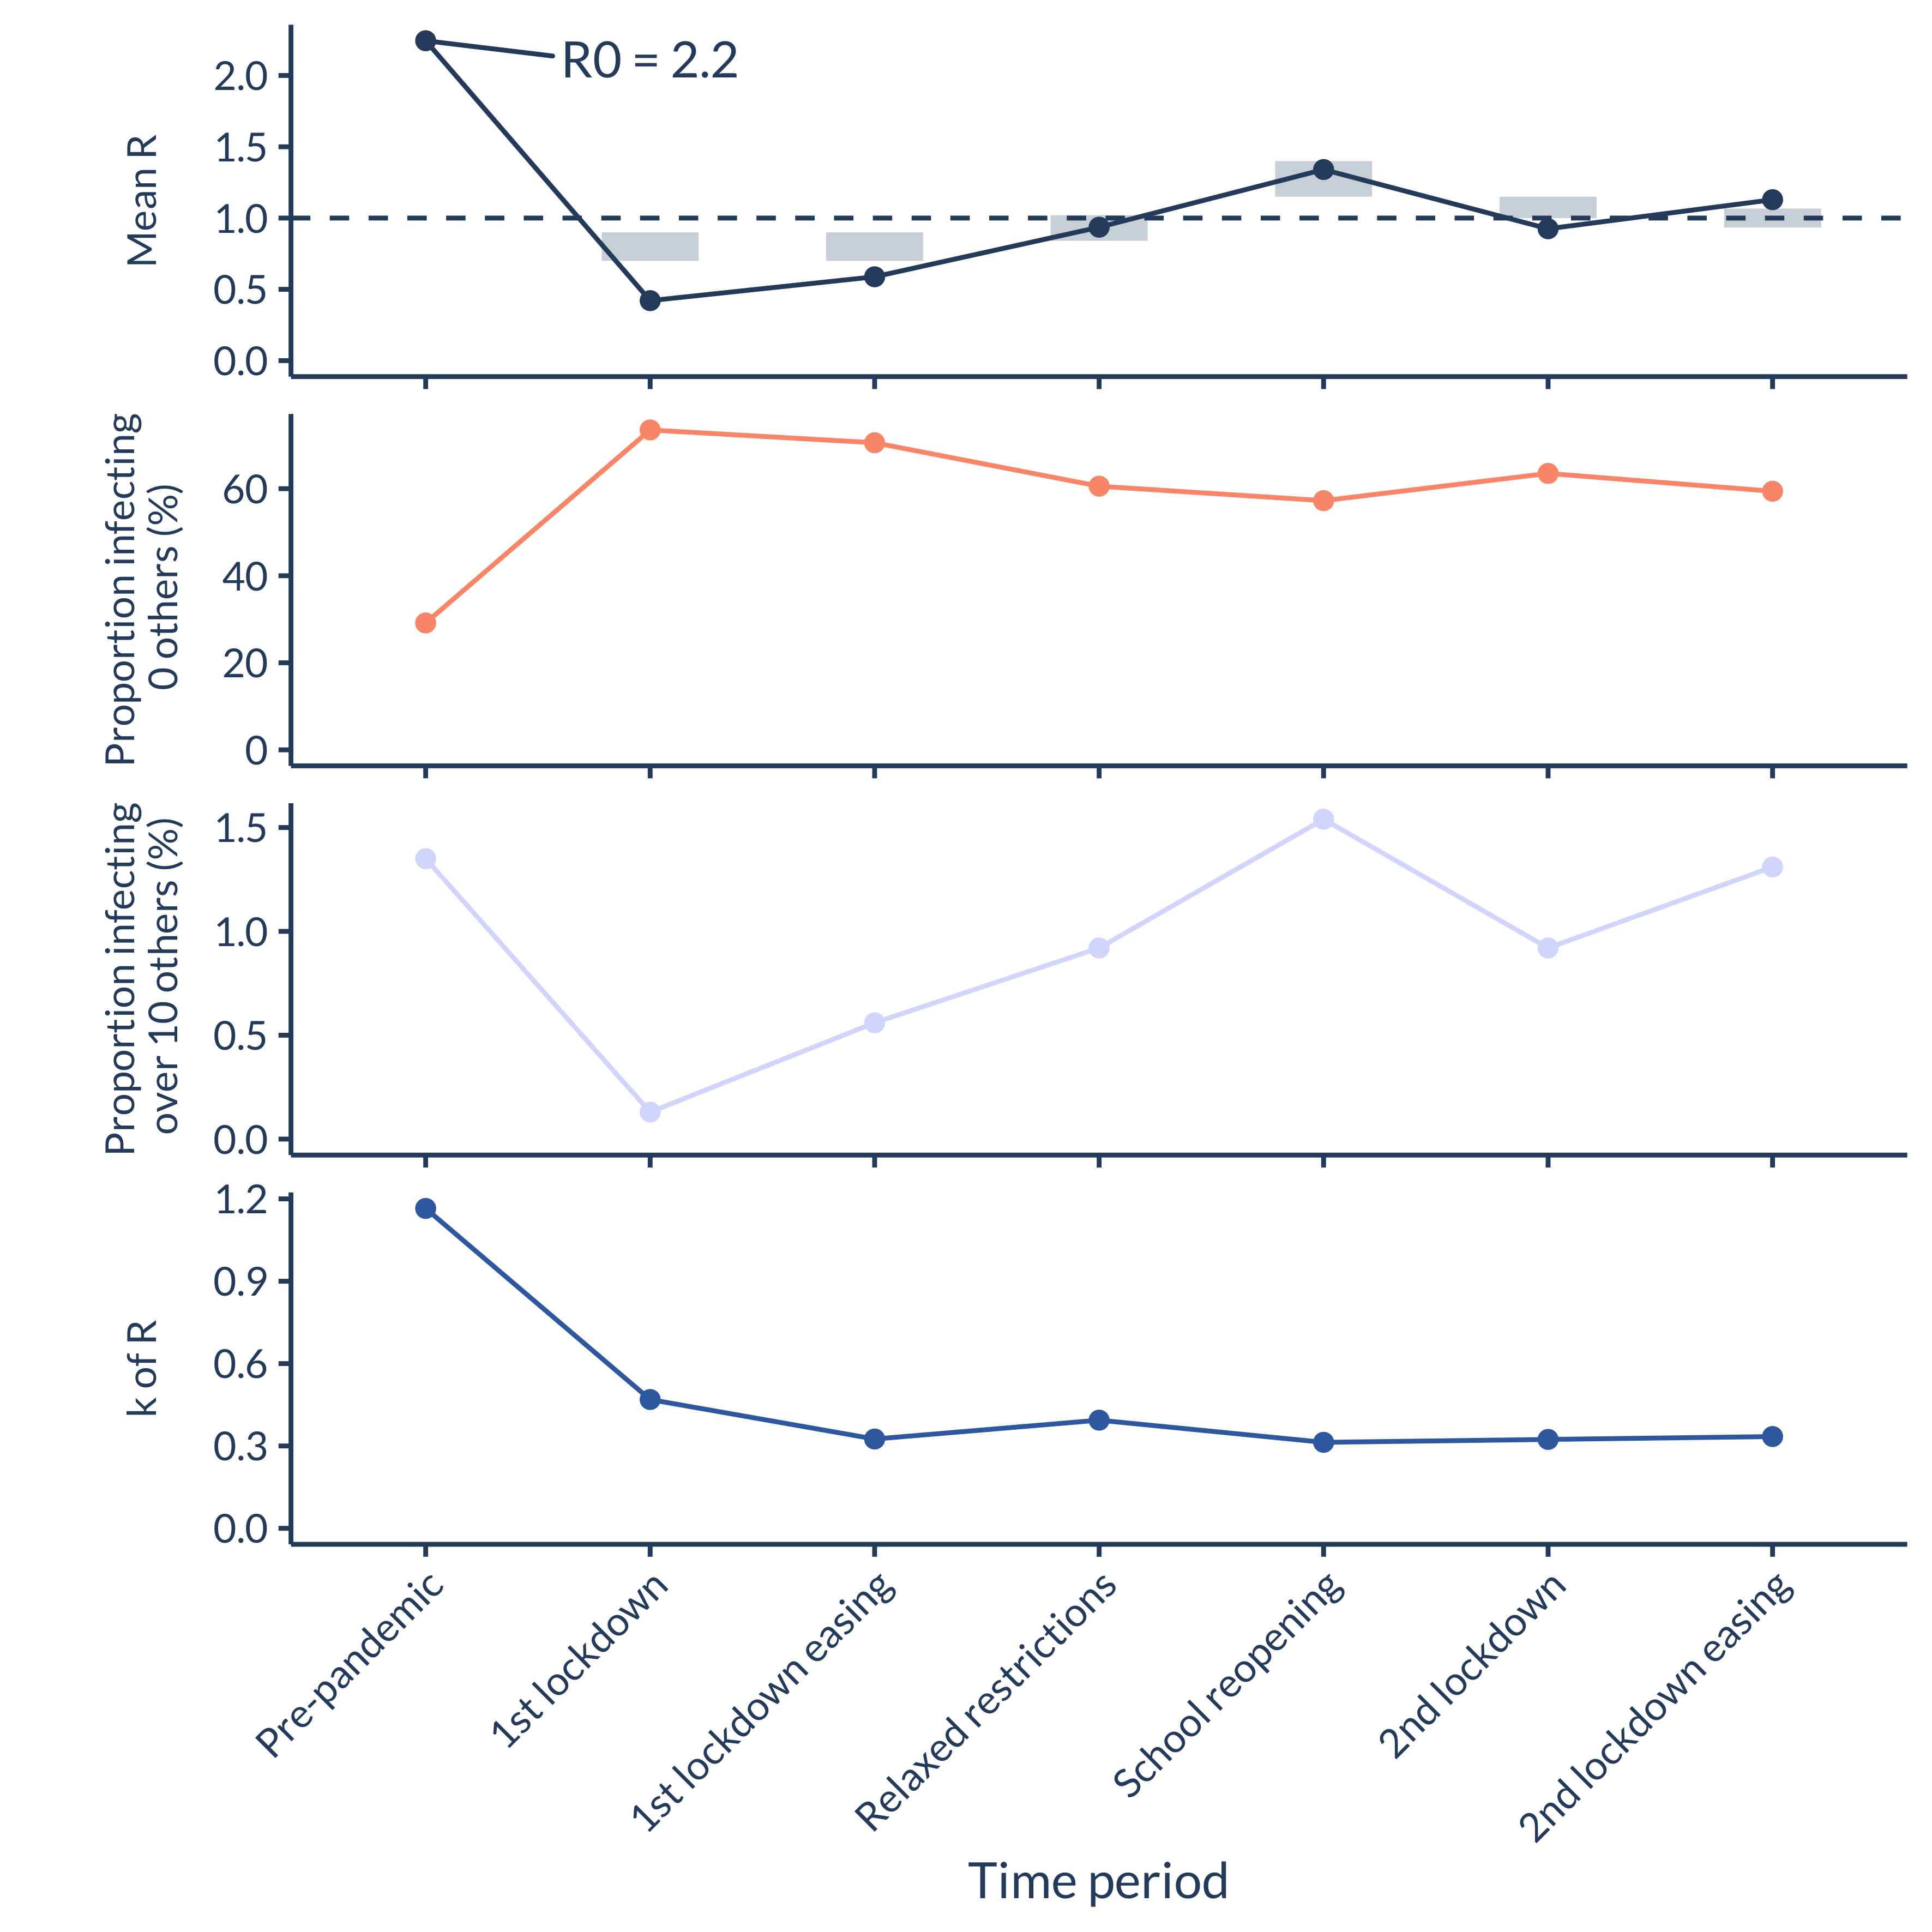 R0 = 2.2
Mean R
2.0
1.5
1.0
0.5
0.0
Proportion infecting
0 others (%)
60
40
20
0
Proportion infecting
over 10 others (%)
1.5
1.0
0.5
0.0
k of R
1.2
0.9
0.6
0.3
0.0
Pre-pandemic
1st lockdown
1st lockdown easing
Relaxed restrictions
School reopening
2nd lockdown
2nd lockdown easing
Time period